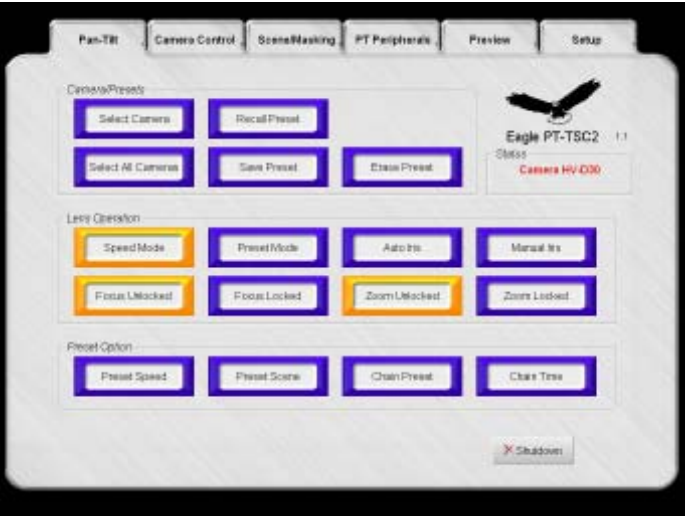 Pan-Tilt Camera Control Scene/Masking PT Peripherals Preview Setup
Camera/Presets
Select Camera Recall Preset
Eagle PT-TSC2 1.1
Select All Cameras Save Preset Erase Preset
Status
Camera HV-D30
Lens Operation
Speed Mode Preset Mode Auto Iris Manual Iris
Focus Unlocked Focus Locked Zoom Unlocked Zoom Locked
Preset Option
Preset Speed Preset Scene Chain Preset Chain Time
Shutdown